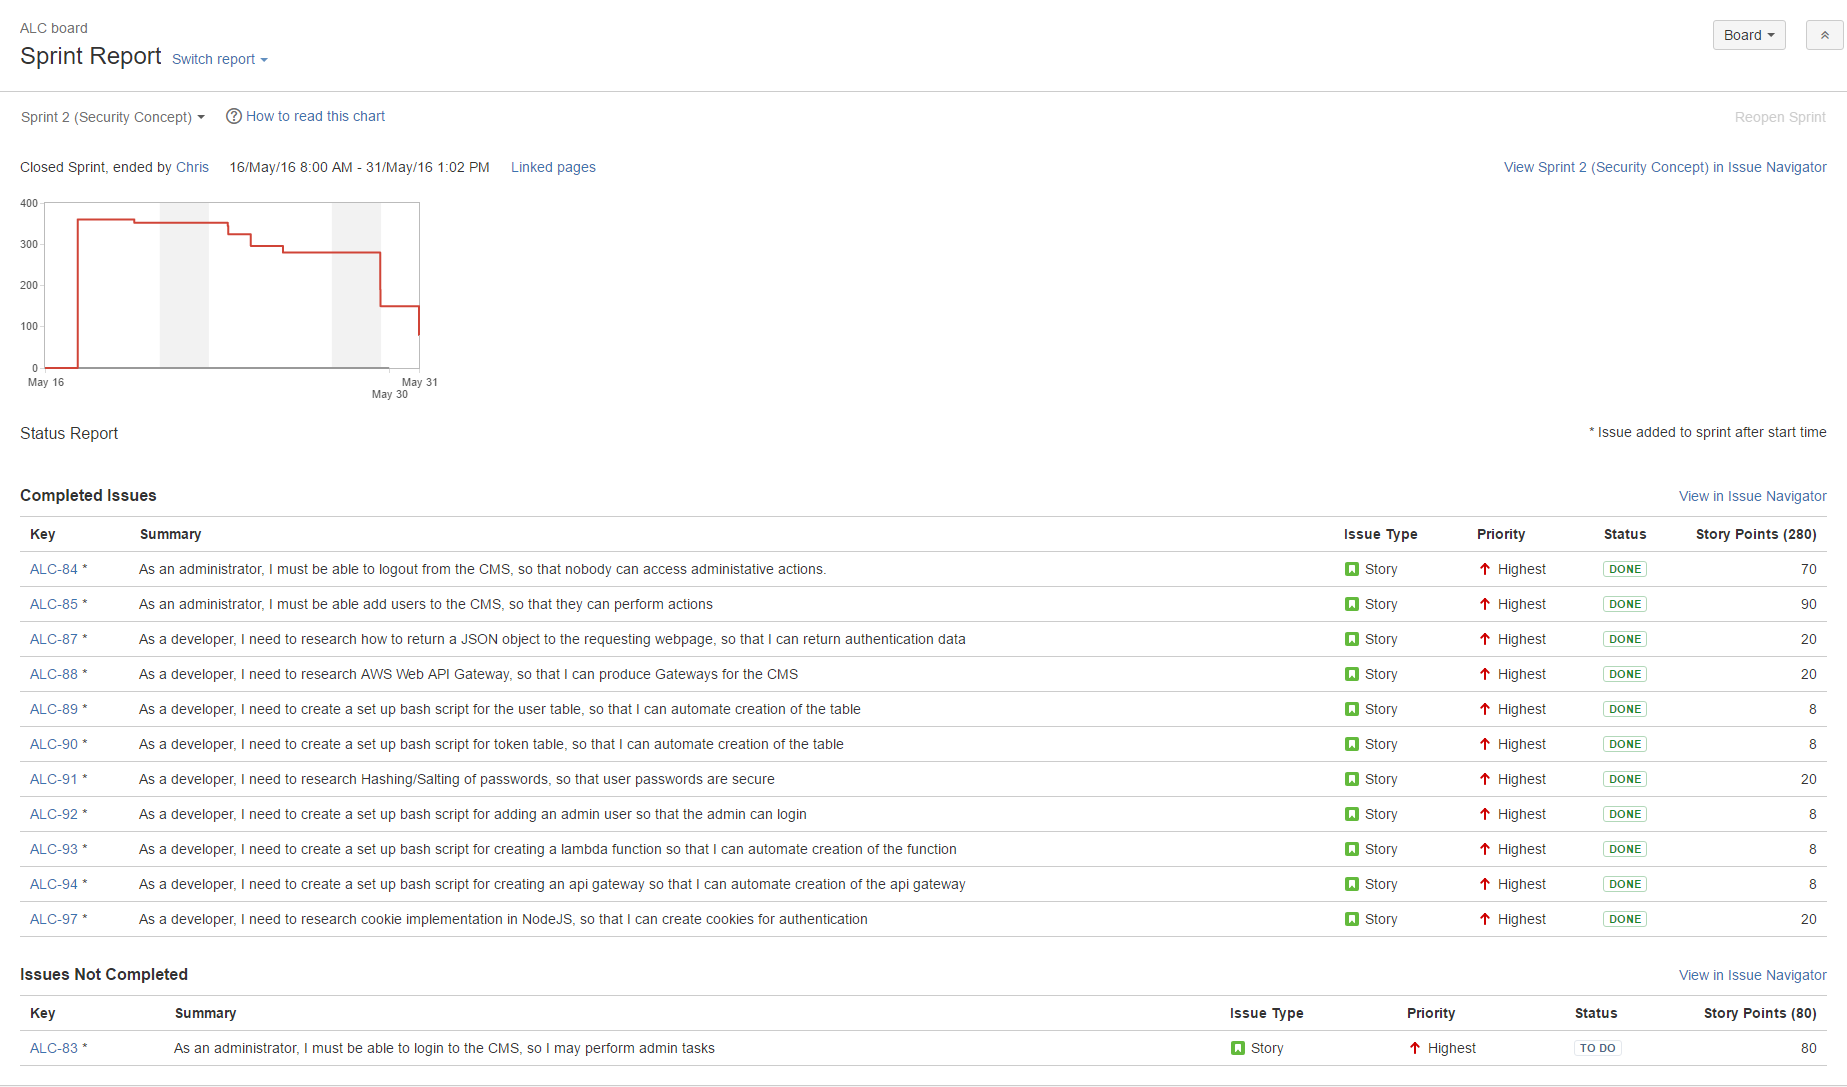 ALC board
Sprint Report Switch report
Board
Sprint 2 (Security Concept) How to read this chart Reopen Sprint
Closed Sprint, ended by Chris 16/May/16 8:00 AM - 31/May/16 1:02 PM Linked pages View Sprint 2 (Security Concept) in Issue Navigator
400
300
200
100
0
May 16 May 31
May 30
Status Report * Issue added to sprint after start time
Completed Issues View in Issue Navigator
Key Summary Issue Type Priority Status Story Points (280)
ALC-84 * As an administrator, I must be able to logout from the CMS, so that nobody can access administative actions. Story Highest DONE 70
ALC-85 * As an administrator, I must be able add users to the CMS, so that they can perform actions Story Highest DONE 90
ALC-87 * As a developer, I need to research how to return a JSON object to the requesting webpage, so that I can return authentication data Story Highest DONE 20
ALC-88 * As a developer, I need to research AWS Web API Gateway, so that I can produce Gateways for the CMS Story Highest DONE 20
ALC-89 * As a developer, I need to create a set up bash script for the user table, so that I can automate creation of the table Story Highest DONE 8
ALC-90 * As a developer, I need to create a set up bash script for token table, so that I can automate creation of the table Story Highest DONE 8
ALC-91 * As a developer, I need to research Hashing/Salting of passwords, so that user passwords are secure Story Highest DONE 20
ALC-92 * As a developer, I need to create a set up bash script for adding an admin user so that the admin can login Story Highest DONE 8
ALC-93 * As a developer, I need to create a set up bash script for creating a lambda function so that I can automate creation of the function Story Highest DONE 8
ALC-94 * As a developer, I need to create a set up bash script for creating an api gateway so that I can automate creation of the api gateway Story Highest DONE 8
ALC-97 * As a developer, I need to research cookie implementation in NodeJS, so that I can create cookies for authentication Story Highest DONE 20
Issues Not Completed View in Issue Navigator
Key Summary Issue Type Priority Status Story Points (80)
ALC-83 * As an administrator, I must be able to login to the CMS, so I may perform admin tasks Story Highest TO DO 80